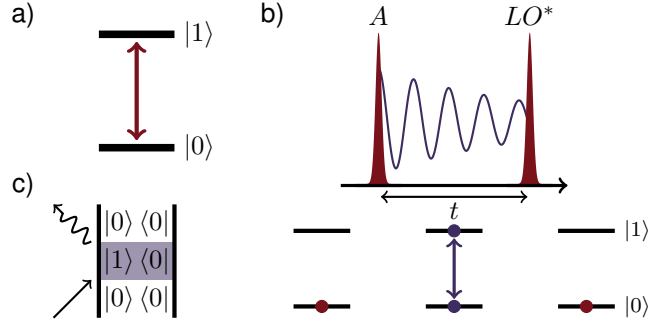 a)
|1⟩
|0⟩
b)
A
LO*
t
|1⟩
|0⟩
c)
|0⟩ ⟨0|
|1⟩ ⟨0|
|0⟩ ⟨0|